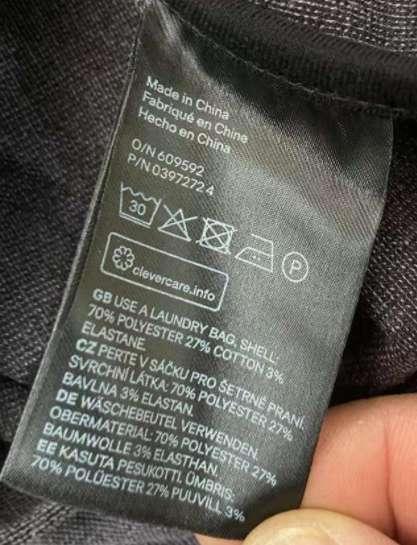 Made in China
Fabriqué en Chine
Hecho en China
O/N 609592
P/N 0397272 4
30
P
clevercare.info
GB USE A LAUNDRY BAG. SHELL:
70% POLYESTER 27% COTTON 3%
ELASTANE.
CZ PERTE V SÁČKU PRO ŠETRNÉ PRANÍ.
SVRCHNÍ LÁTKA: 70% POLYESTER 27%
BAVLNA 3% ELASTAN.
DE WÄSCHEBEUTEL VERWENDEN.
OBERMATERIAL: 70% POLYESTER 27%
BAUMWOLLE 3% ELASTHAN.
EE KASUTA PESUKOTTI. ÜMBRIS:
70% POLÜESTER 27% PUUVILL 3%